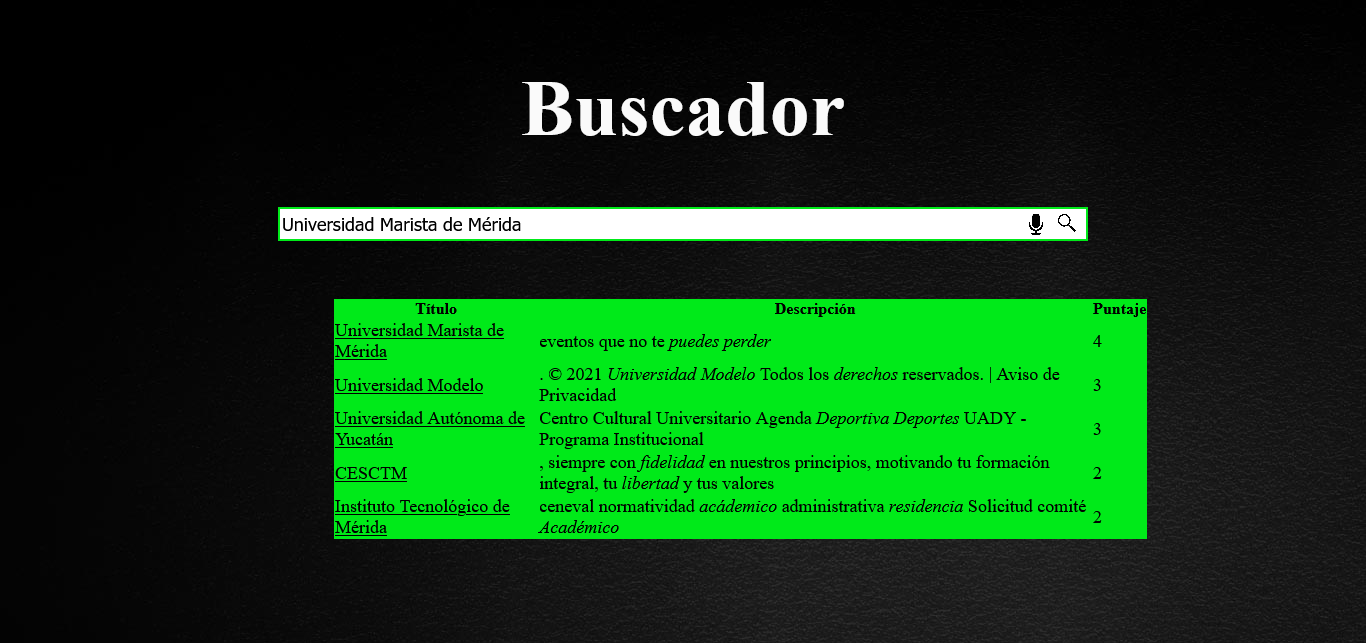 Buscador
Universidad Marista de Mérida
Título Descripción Puntaje
Universidad Marista de
Mérida
eventos que no te puedes perder
4
Universidad Modelo
. © 2021 Universidad Modelo Todos los derechos reservados. | Aviso de
Privacidad
3
Universidad Autónoma de
Yucatán
Centro Cultural Universitario Agenda Deportiva Deportes UADY -
Programa Institucional
3
CESCTM
, siempre con fidelidad en nuestros principios, motivando tu formación
integral, tu libertad y tus valores
2
Instituto Tecnológico de
Mérida
ceneval normatividad acádemico administrativa residencia Solicitud comité
Académico
2